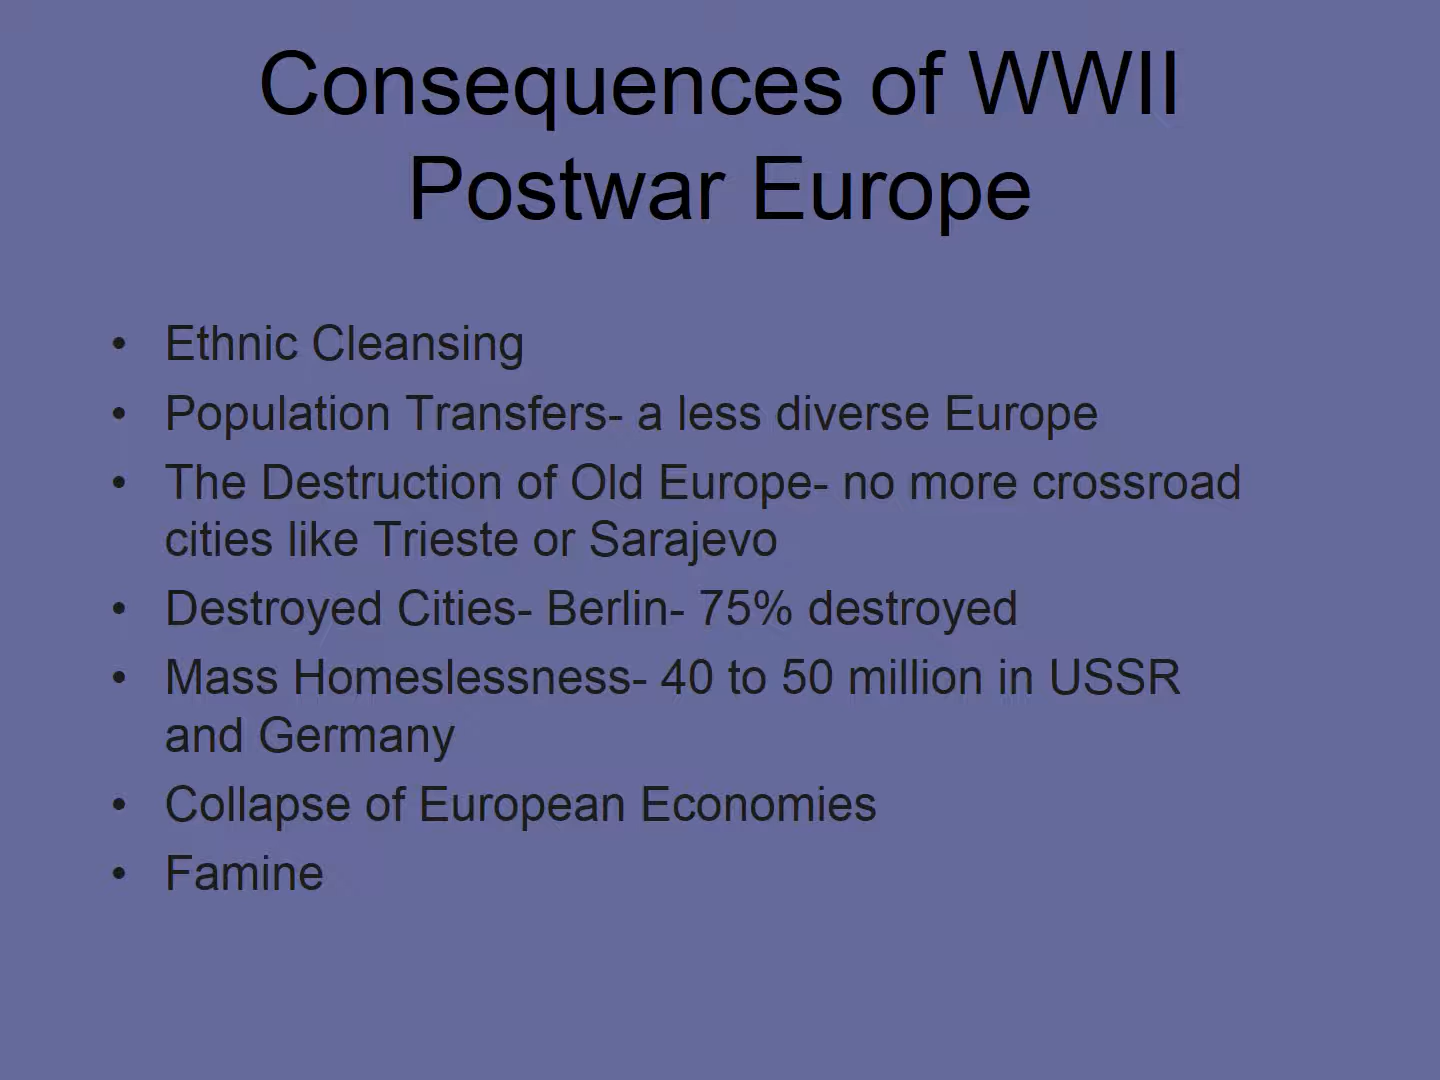 Consequences of WWII
Postwar Europe
• Ethnic Cleansing
• Population Transfers- a less diverse Europe
• The Destruction of Old Europe- no more crossroad
cities like Trieste or Sarajevo
• Destroyed Cities- Berlin- 75% destroyed
• Mass Homeslessness- 40 to 50 million in USSR
and Germany
• Collapse of European Economies
• Famine